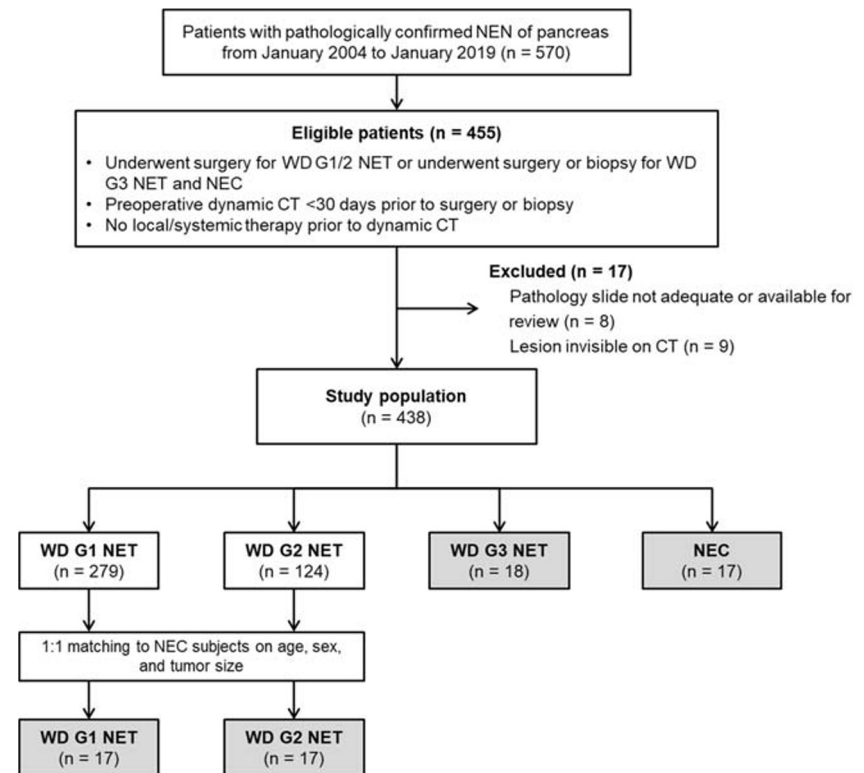 Patients with pathologically confirmed NEN of pancreas
from January 2004 to January 2019 (n = 570)
Eligible patients (n = 455)
• Underwent surgery for WD G1/2 NET or underwent surgery or biopsy for WD
G3 NET and NEC
• Preoperative dynamic CT <30 days prior to surgery or biopsy
• No local/systemic therapy prior to dynamic CT
Excluded (n = 17)
Pathology slide not adequate or available for
review (n = 8)
Lesion invisible on CT (n = 9)
Study population
(n = 438)
WD G1 NET
(n = 279)
WD G2 NET
(n = 124)
WD G3 NET
(n = 18)
NEC
(n = 17)
1:1 matching to NEC subjects on age, sex,
and tumor size
WD G1 NET
(n = 17)
WD G2 NET
(n = 17)